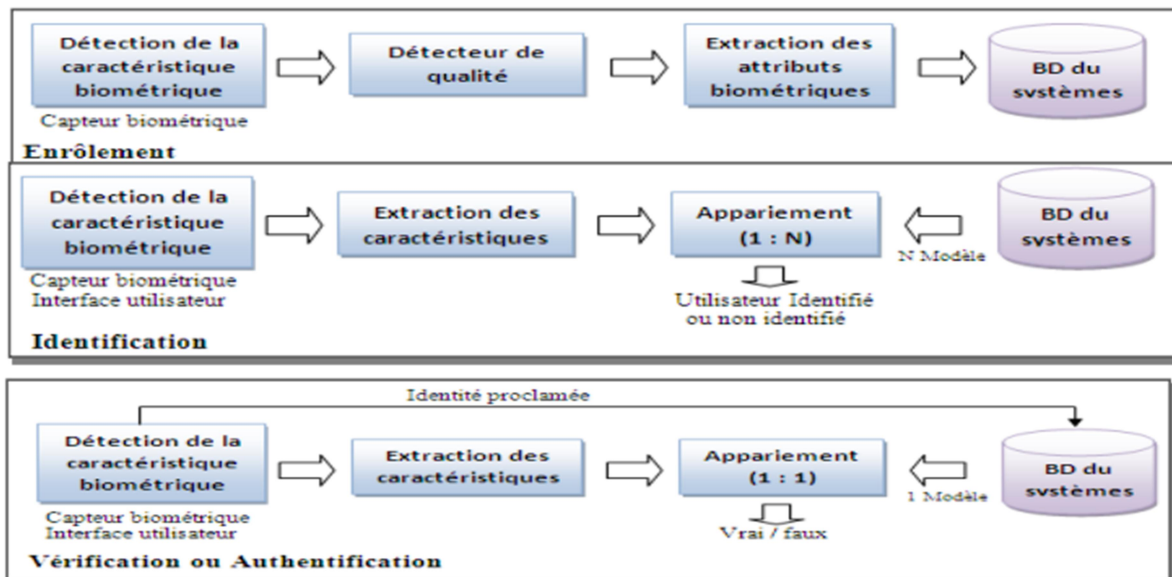 Détection de la
caractéristique
biométrique
Capteur biométrique
Détecteur de
qualité
Extraction des
attributs
biométriques
BD du
systèmes
Enrôlement
Détection de la
caractéristique
biométrique
Capteur biométrique
Interface utilisateur
Extraction des
caractéristiques
Appariement
(1 : N)
Utilisateur Identifié
ou non identifié
N Modèle
BD du
systèmes
Identification
Identité proclamée
Détection de la
caractéristique
biométrique
Capteur biométrique
Interface utilisateur
Extraction des
caractéristiques
Appariement
(1 : 1)
Vrai / faux
1 Modèle
BD du
systèmes
Vérification ou Authentification